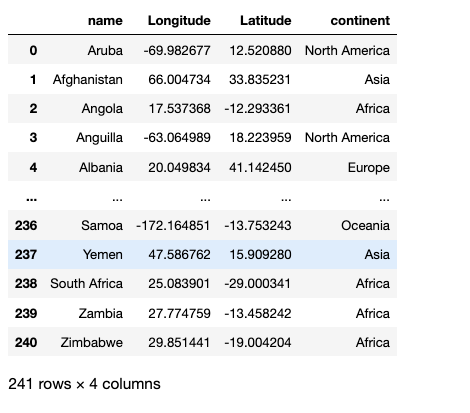 name Longitude Latitude continent
0 Aruba -69.982677 12.520880 North America
1 Afghanistan 66.004734 33.835231 Asia
2 Angola 17.537368 -12.293361 Africa
3 Anguilla -63.064989 18.223959 North America
4 Albania 20.049834 41.142450 Europe
... ... ... ... ...
236 Samoa -172.164851 -13.753243 Oceania
237 Yemen 47.586762 15.909280 Asia
238 South Africa 25.083901 -29.000341 Africa
239 Zambia 27.774759 -13.458242 Africa
240 Zimbabwe 29.851441 -19.004204 Africa
241 rows × 4 columns